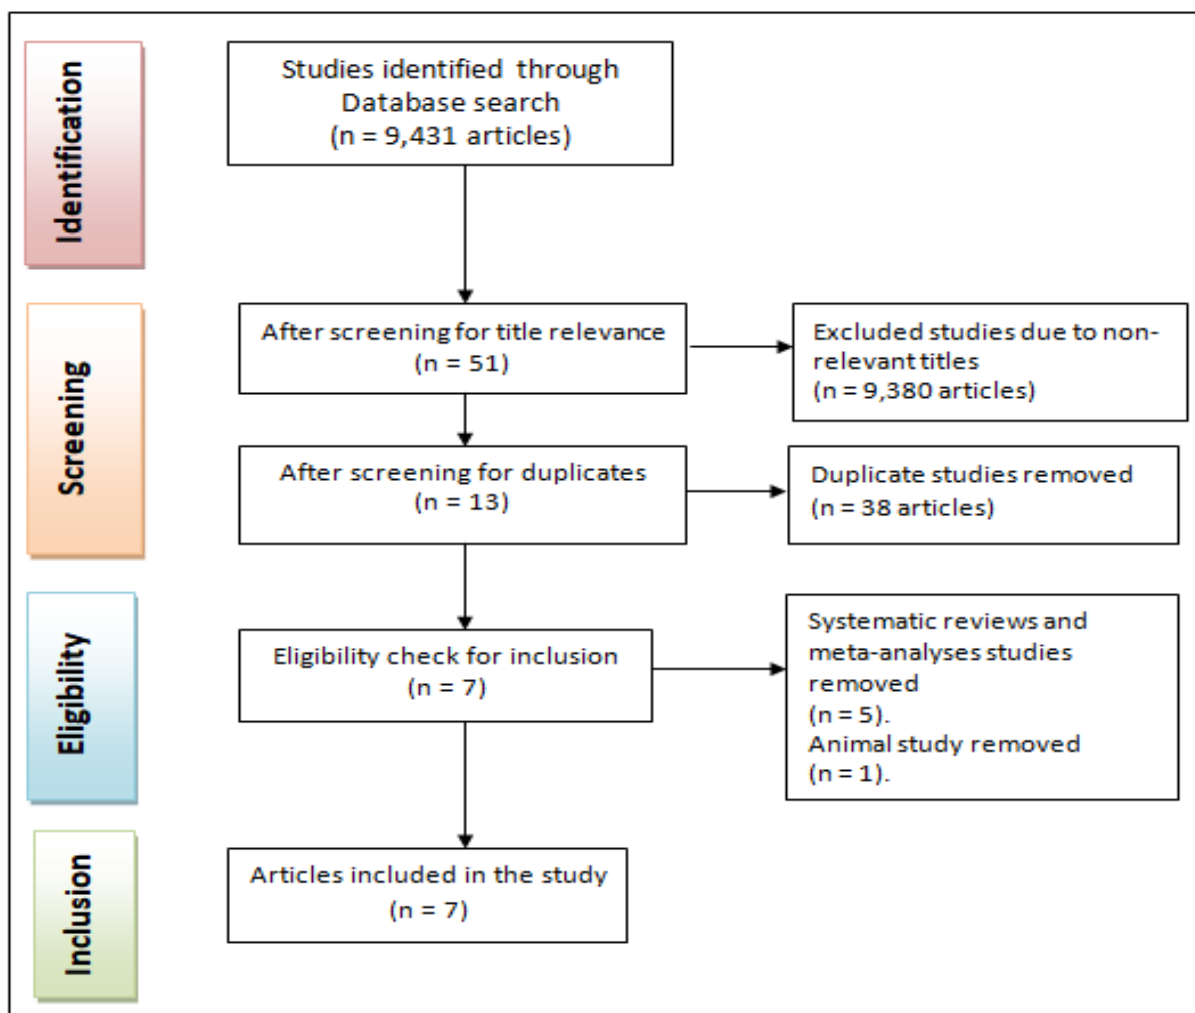 Identification
Studies identified through
Database search
(n = 9,431 articles)
Screening
After screening for title relevance
(n = 51)
Excluded studies due to non-
relevant titles
(n = 9,380 articles)
After screening for duplicates
(n = 13)
Duplicate studies removed
(n = 38 articles)
Eligibility
Eligibility check for inclusion
(n = 7)
Systematic reviews and
meta-analyses studies
removed
(n = 5).
Animal study removed
(n = 1).
Inclusion
Articles included in the study
(n = 7)